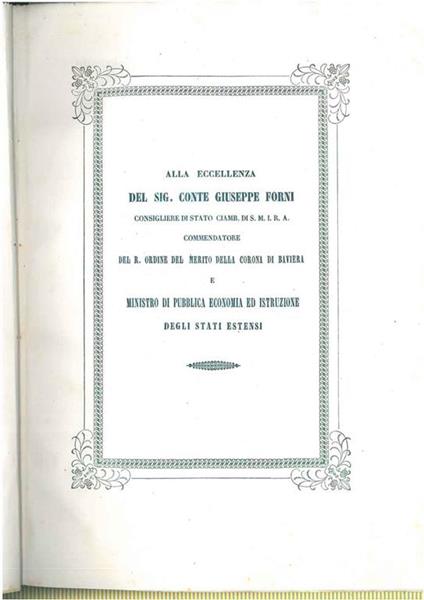 ALLA ECCELLENZA
DEL SIG. CONTE GIUSEPPE FORNI
CONSIGLIERE DI STATO CIAMB. DI S. M. I. R. A.
COMMENDATORE
DEL R. ORDINE DEL MERITO DELLA CORONA DI BAVIERA
E
MINISTRO DI PUBBLICA ECONOMIA ED ISTRUZIONE
DEGLI STATI ESTENSI